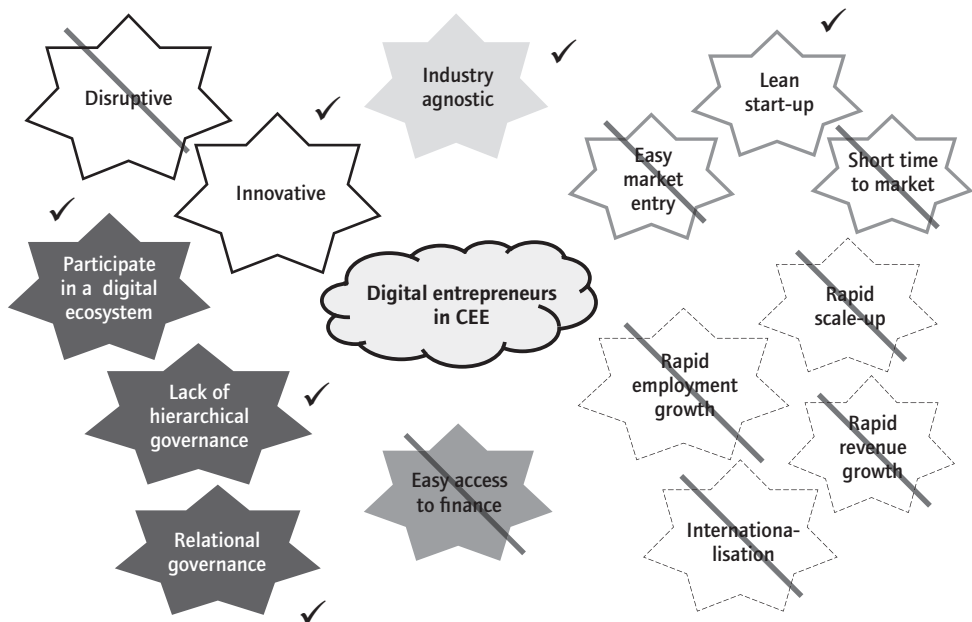 Disruptive
Innovative
Industry
agnostic
Lean
start-up
Easy
market
entry
Short time
to market
Participate
in a digital
ecosystem
Digital entrepreneurs
in CEE
Rapid
scale-up
Rapid
employment
growth
Lack of
hierarchical
governance
Rapid
revenue
growth
Easy access
to finance
Internationa-
lisation
Relational
governance